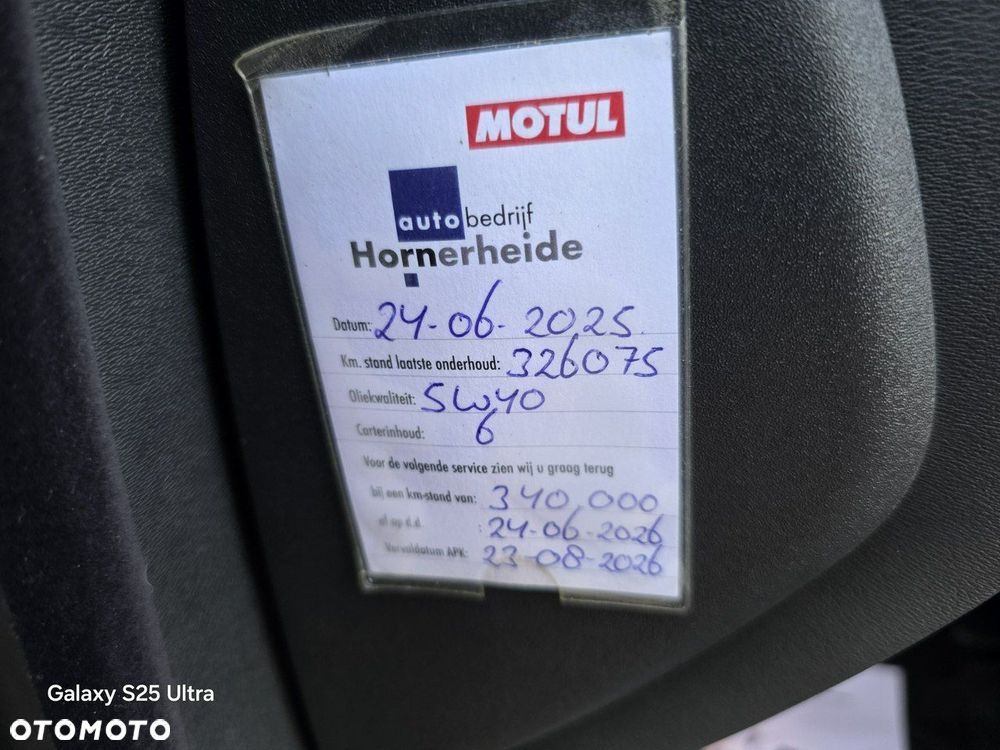 MOTUL
auto bedrijf
Hornerheide
Datum: 24-06-2025
Km. stand laatste onderhoud: 326075
Oliekwaliteit: 5W40
Carterinhoud: 6
Voor de volgende service zien wij u graag terug
bij een km-stand van: 340,000
of op d.d. : 24-06-2026
Vervaldatum APK: 23-08-2026
Galaxy S25 Ultra
OTOMOTO